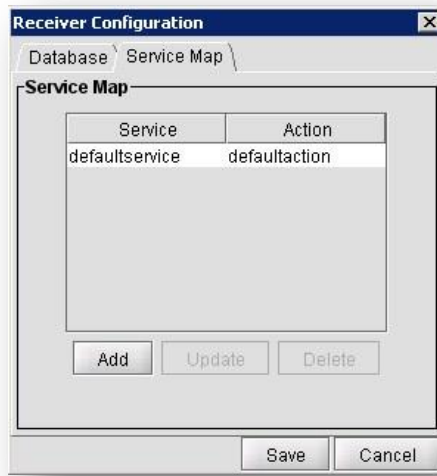 Receiver Configuration
Database Service Map
Service Map
Service Action
defaultservice defaultaction
Add Update Delete
Save Cancel